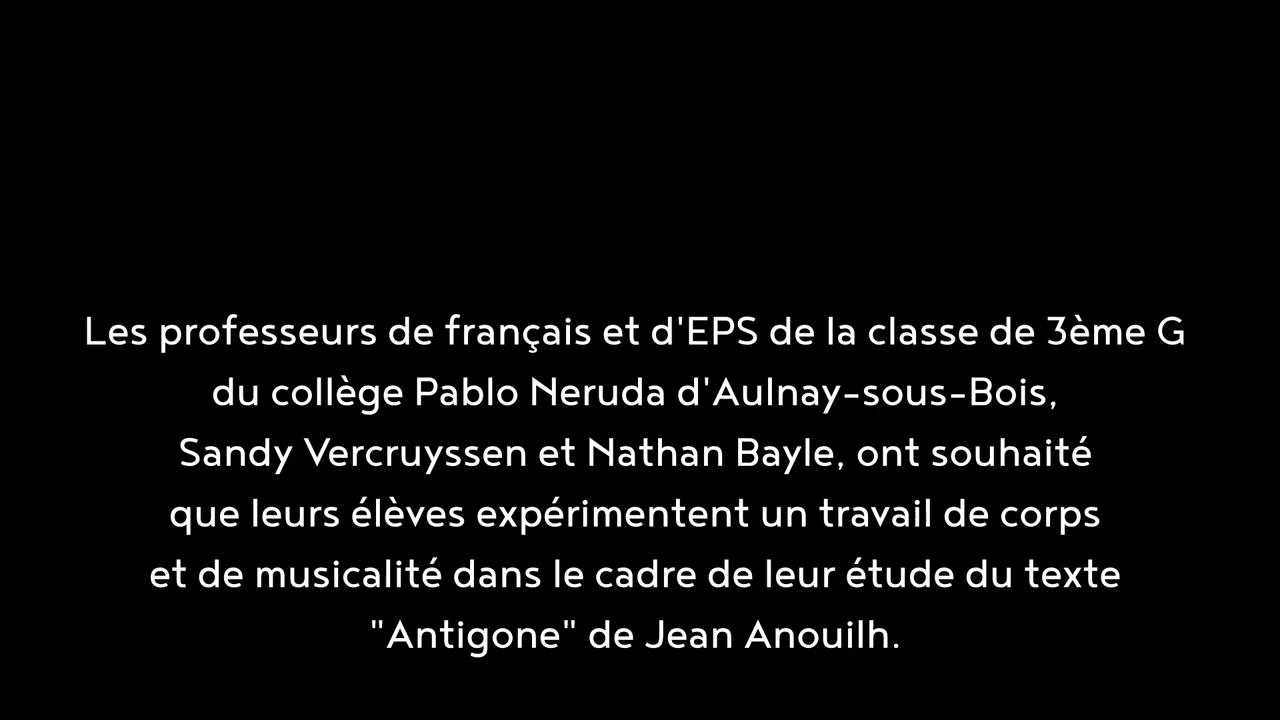 Les professeurs de français et d'EPS de la classe de 3ème G
du collège Pablo Neruda d'Aulnay-sous-Bois,
Sandy Vercruyssen et Nathan Bayle, ont souhaité
que leurs élèves expérimentent un travail de corps
et de musicalité dans le cadre de leur étude du texte
"Antigone" de Jean Anouilh.